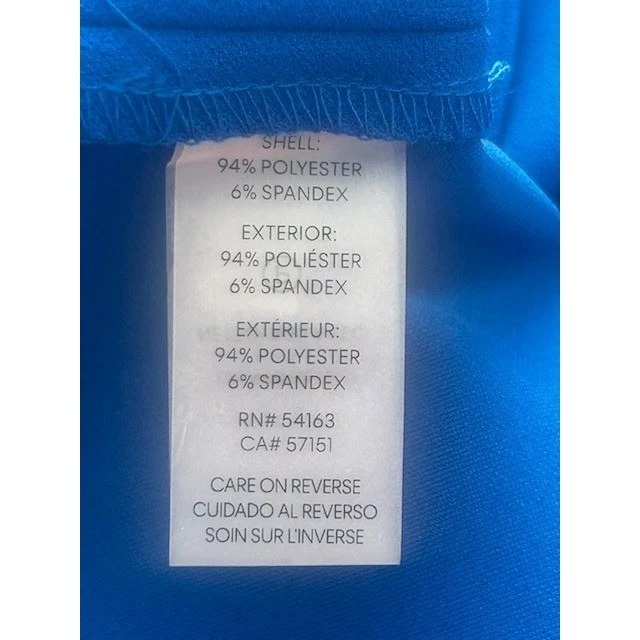 SHELL:
94% POLYESTER
6% SPANDEX
EXTERIOR:
94% POLIÉSTER
6% SPANDEX
EXTÉRIEUR:
94% POLYESTER
6% SPANDEX
RN# 54163
CA# 57151
CARE ON REVERSE
CUIDADO AL REVERSO
SOIN SUR L'INVERSE